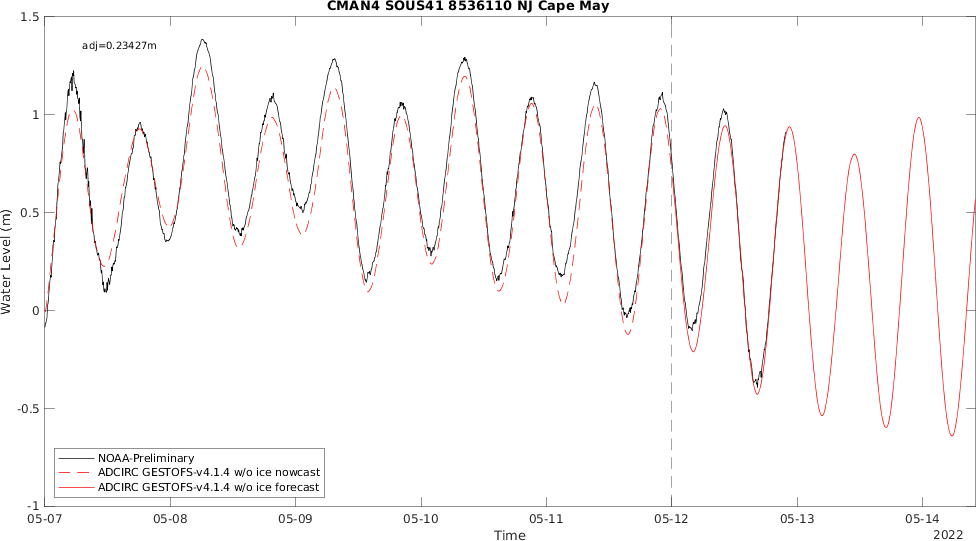 CMAN4 SOUS41 8536110 NJ Cape May
adj=0.23427m
1.5
1
0.5
0
-0.5
-1
Water Level (m)
NOAA-Preliminary
ADCIRC GESTOFS-v4.1.4 w/o ice nowcast
ADCIRC GESTOFS-v4.1.4 w/o ice forecast
05-07 05-08 05-09 05-10 05-11 05-12 05-13 05-14
Time
2022